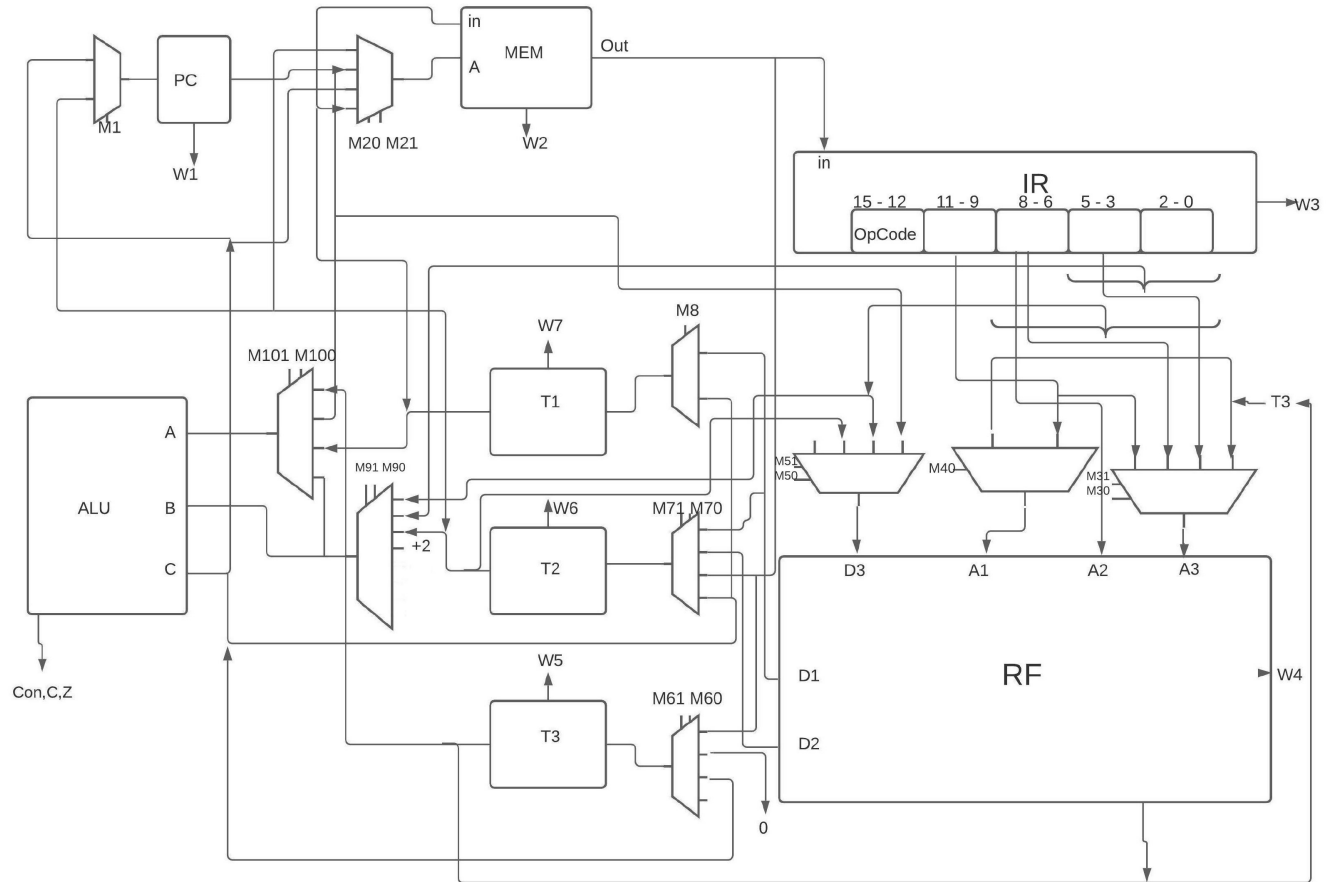 in
MEM
Out
A
PC
M1
M20 M21
W1
W2
in
IR
15 - 12
11 - 9
8 - 6
5 - 3
2 - 0
OpCode
W3
M8
W7
M101 M100
T1
T3
A
M91 M90
M51
M50
M40
M31
M30
ALU
B
W6
M71 M70
+2
C
T2
D3
A1
A2
A3
W5
Con,C,Z
M61 M60
D1
RF
W4
T3
D2
0